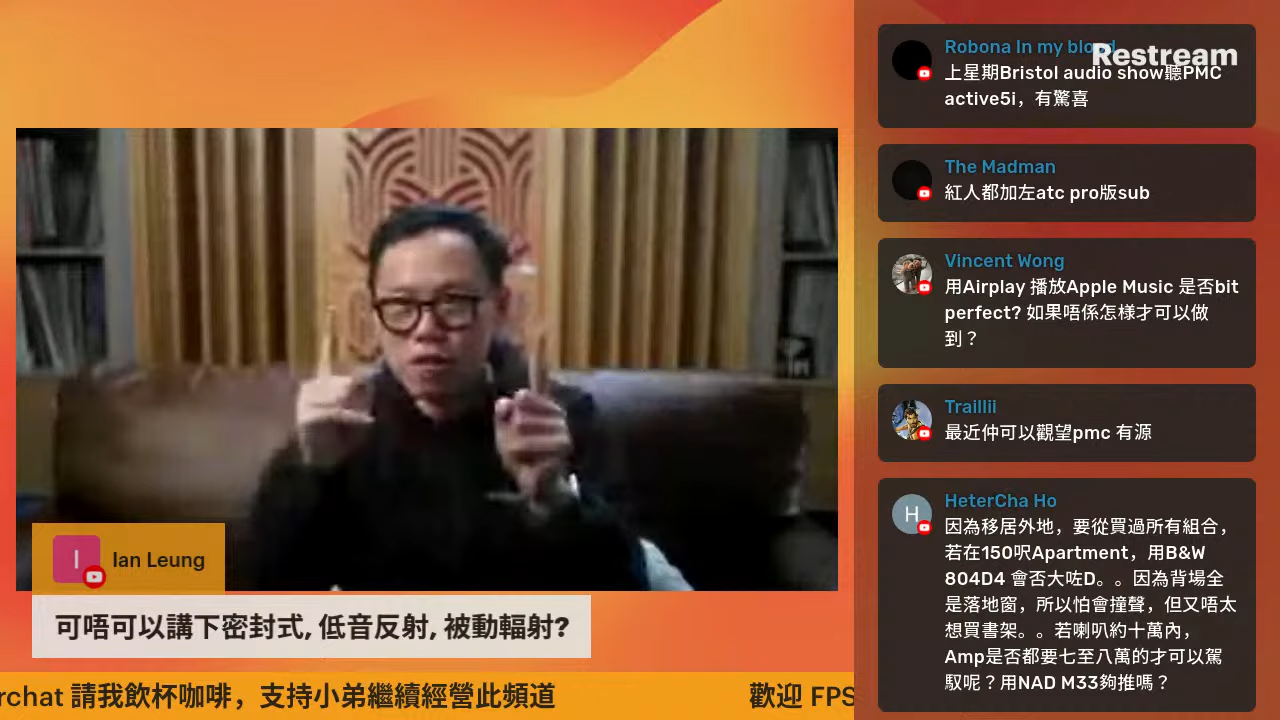 Restream
Robona In my blood
上星期Bristol audio show聽PMC
active5i，有驚喜
The Madman
紅人都加左atc pro版sub
Vincent Wong
用Airplay 播放Apple Music 是否bit
perfect? 如果唔係怎樣才可以做
到？
Traillii
最近仲可以觀望pmc 有源
H
HeterCha Ho
因為移居外地，要從買過所有組合，
若在150呎Apartment，用B&W
804D4 會否大咗D。。因為背場全
是落地窗，所以怕會撞聲，但又唔太
想買書架。。若喇叭約十萬內，
Amp是否都要七至八萬的才可以駕
馭呢？用NAD M33夠推嗎？
I
Ian Leung
可唔可以講下密封式, 低音反射, 被動輻射?
rchat 請我飲杯咖啡，支持小弟繼續經營此頻道 歡迎 FPS